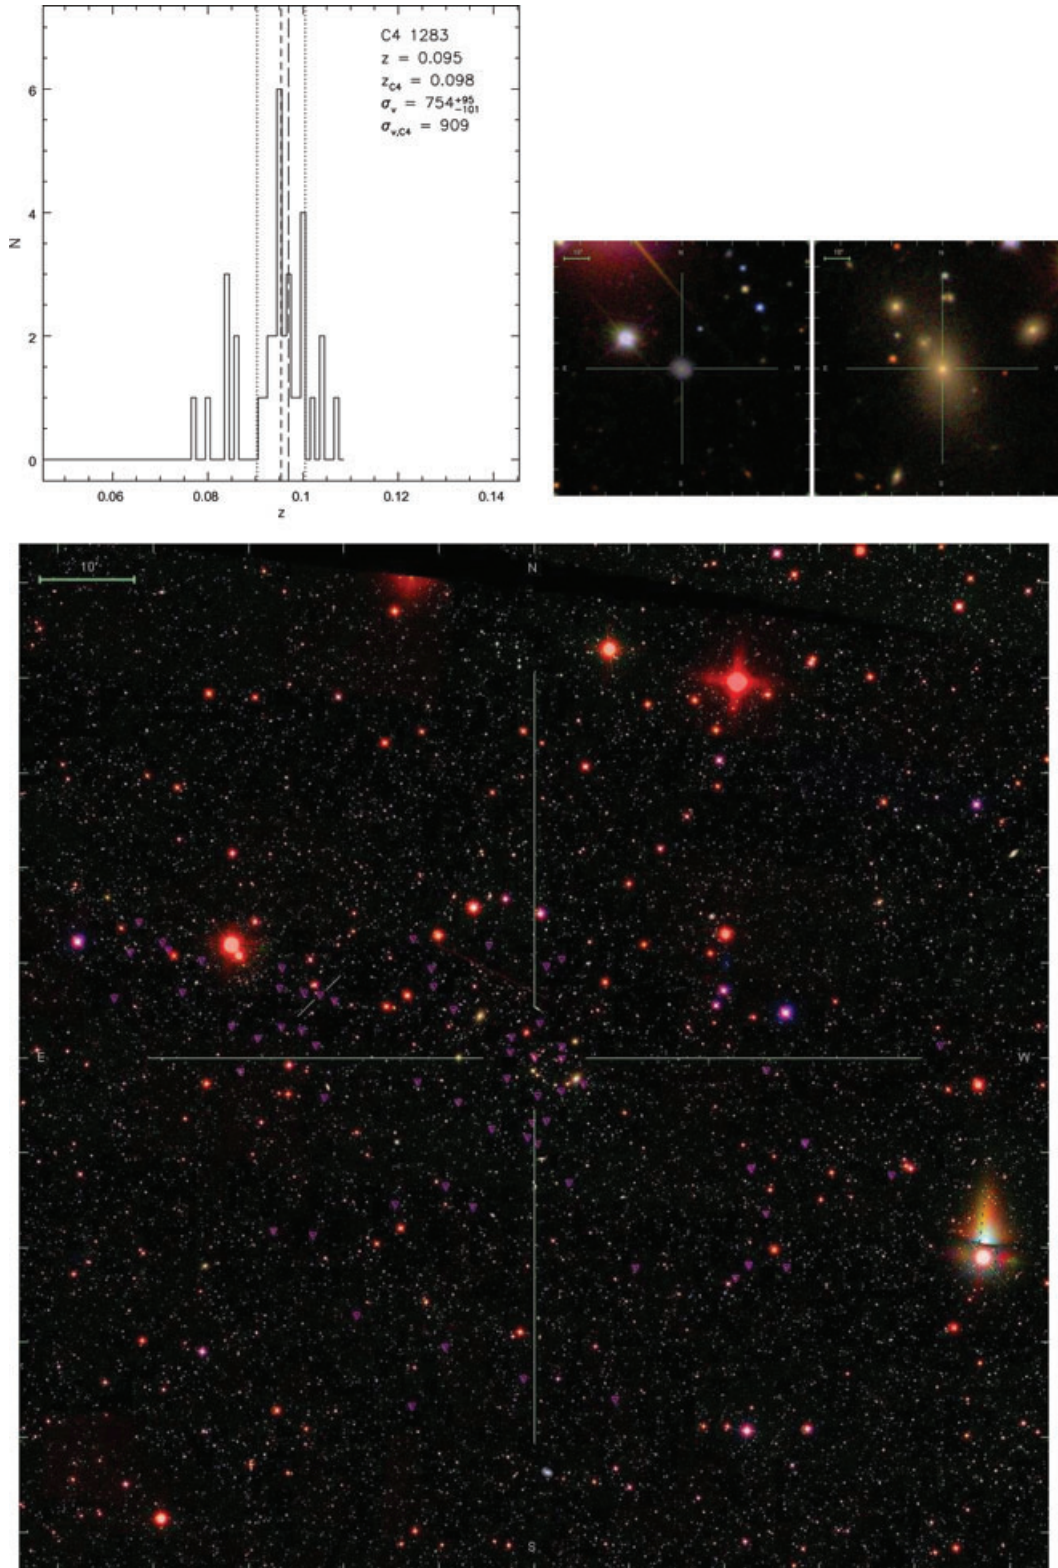 C4 1283
z = 0.095
z_C4 = 0.098
σ_v = 754 +95 -101
σ_v,C4 = 909
6
4
2
0
N
0.06 0.08 0.1 0.12 0.14
z
10'
N
E
W
S